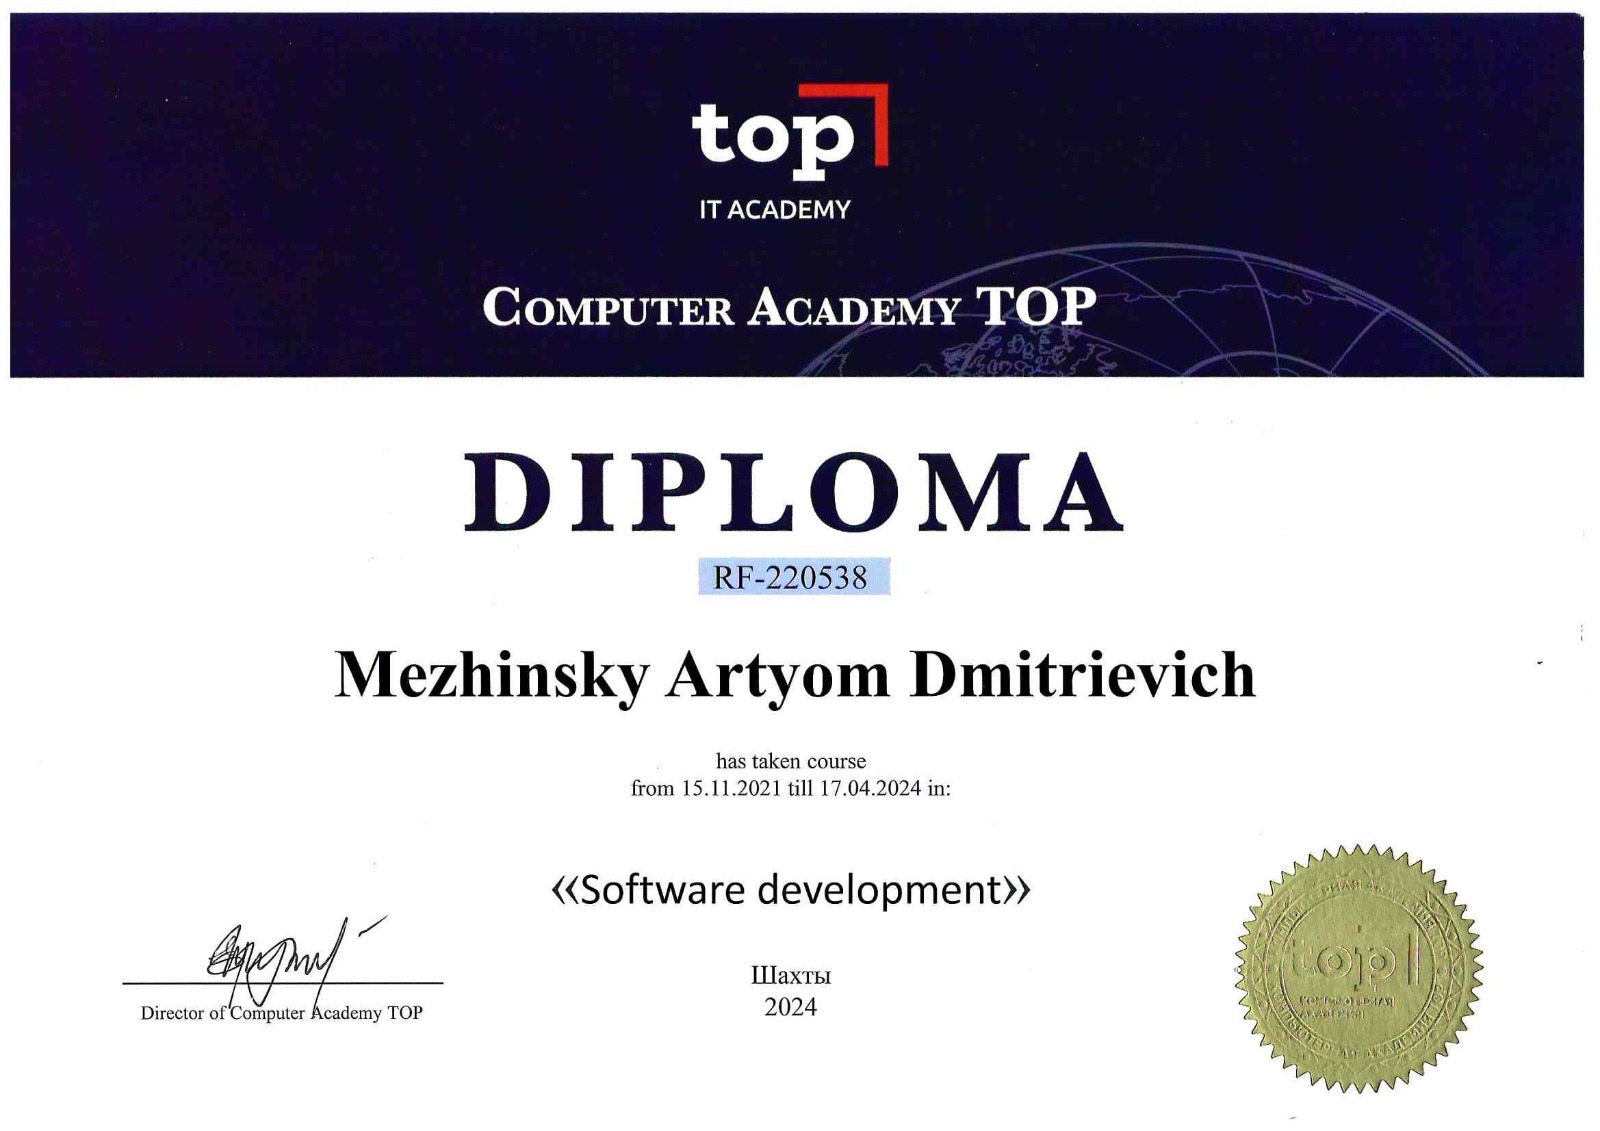 top
IT ACADEMY
COMPUTER ACADEMY TOP
DIPLOMA
RF-220538
Mezhinsky Artyom Dmitrievich
has taken course
from 15.11.2021 till 17.04.2024 in:
«Software development»
Шахты
2024
Director of Computer Academy TOP
top
КОМПЬЮТЕРНАЯ
АКАДЕМИЯ